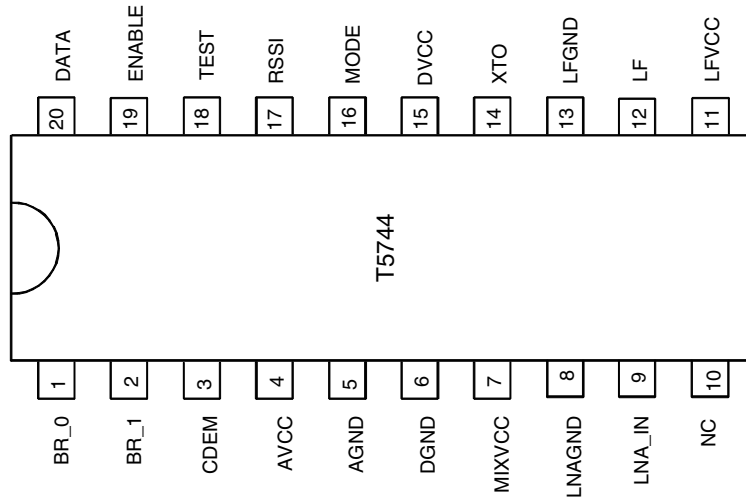 DATA
ENABLE
TEST
RSSI
MODE
DVCC
XTO
LFGND
LF
LFVCC
20
19
18
17
16
15
14
13
12
11
T5744
1
2
3
4
5
6
7
8
9
10
BR_0
BR_1
CDEM
AVCC
AGND
DGND
MIXVCC
LNAGND
LNA_IN
NC